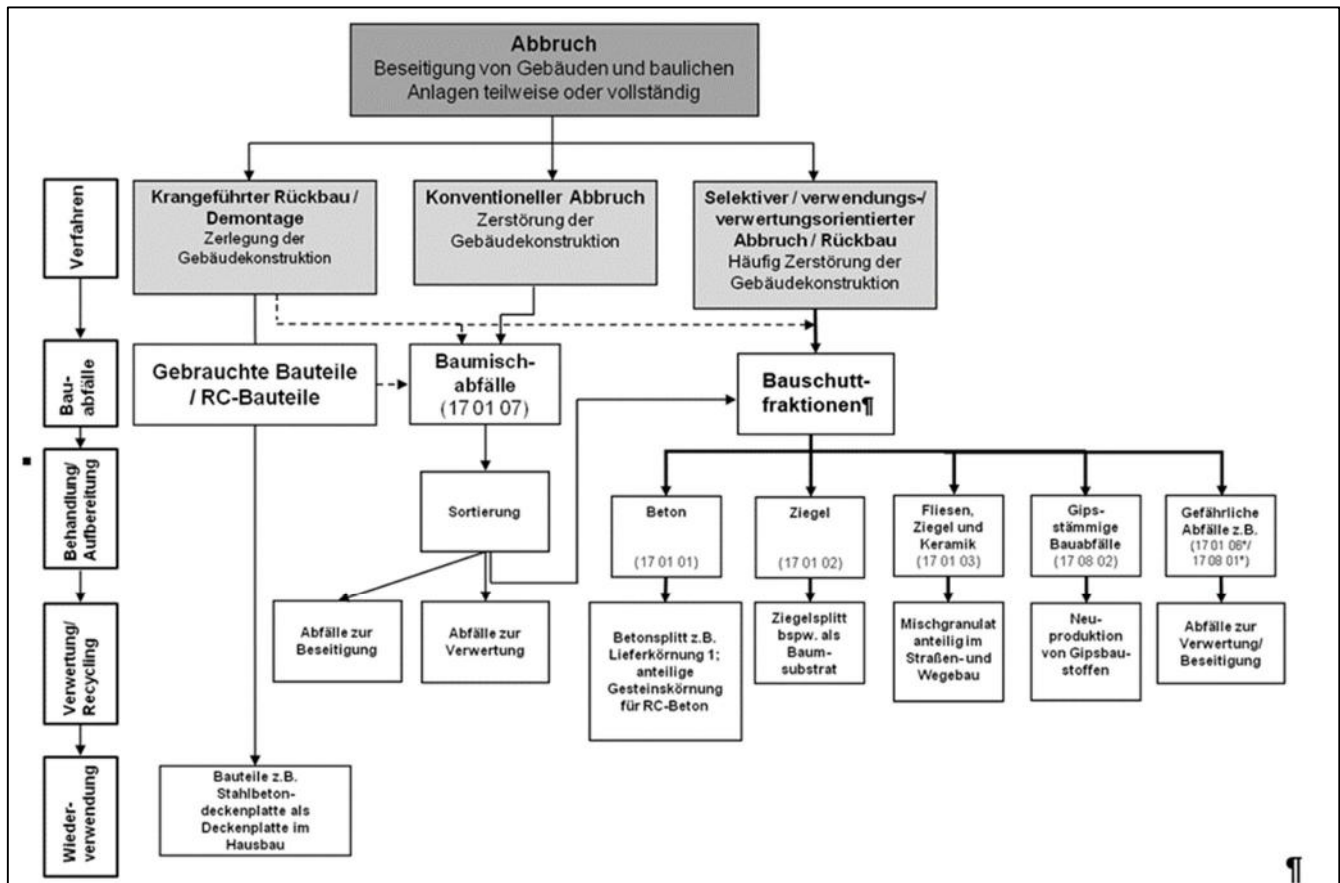 Abbruch
Beseitigung von Gebäuden und baulichen
Anlagen teilweise oder vollständig
Verfahren
Krangeführter Rückbau /
Demontage
Zerlegung der
Gebäudekonstruktion
Konventioneller Abbruch
Zerstörung der
Gebäudekonstruktion
Selektiver / verwendungs-/
verwertungsorientierter
Abbruch / Rückbau
Häufig Zerstörung der
Gebäudekonstruktion
Bau-
abfälle
Gebrauchte Bauteile
/ RC-Bauteile
Baumisch-
abfälle
(17 01 07)
Bauschutt-
fraktionen¶
Behandlung/
Aufbereitung
Sortierung
Beton
(17 01 01)
Ziegel
(17 01 02)
Fliesen,
Ziegel und
Keramik
(17 01 03)
Gips-
stämmige
Bauabfälle
(17 08 02)
Gefährliche
Abfälle z.B.
(17 01 06*/
17 08 01*)
Verwertung/
Recycling
Abfälle zur
Beseitigung
Abfälle zur
Verwertung
Betonsplitt z.B.
Lieferkörnung 1;
anteilige
Gesteinskörnung
für RC-Beton
Ziegelsplitt
bspw. als
Baum-
substrat
Mischgranulat
anteilig im
Straßen- und
Wegebau
Neu-
produktion
von Gipsbau-
stoffen
Abfälle zur
Verwertung/
Beseitigung
Wieder-
verwendung
Bauteile z.B.
Stahlbeton-
deckenplatte als
Deckenplatte im
Hausbau
¶